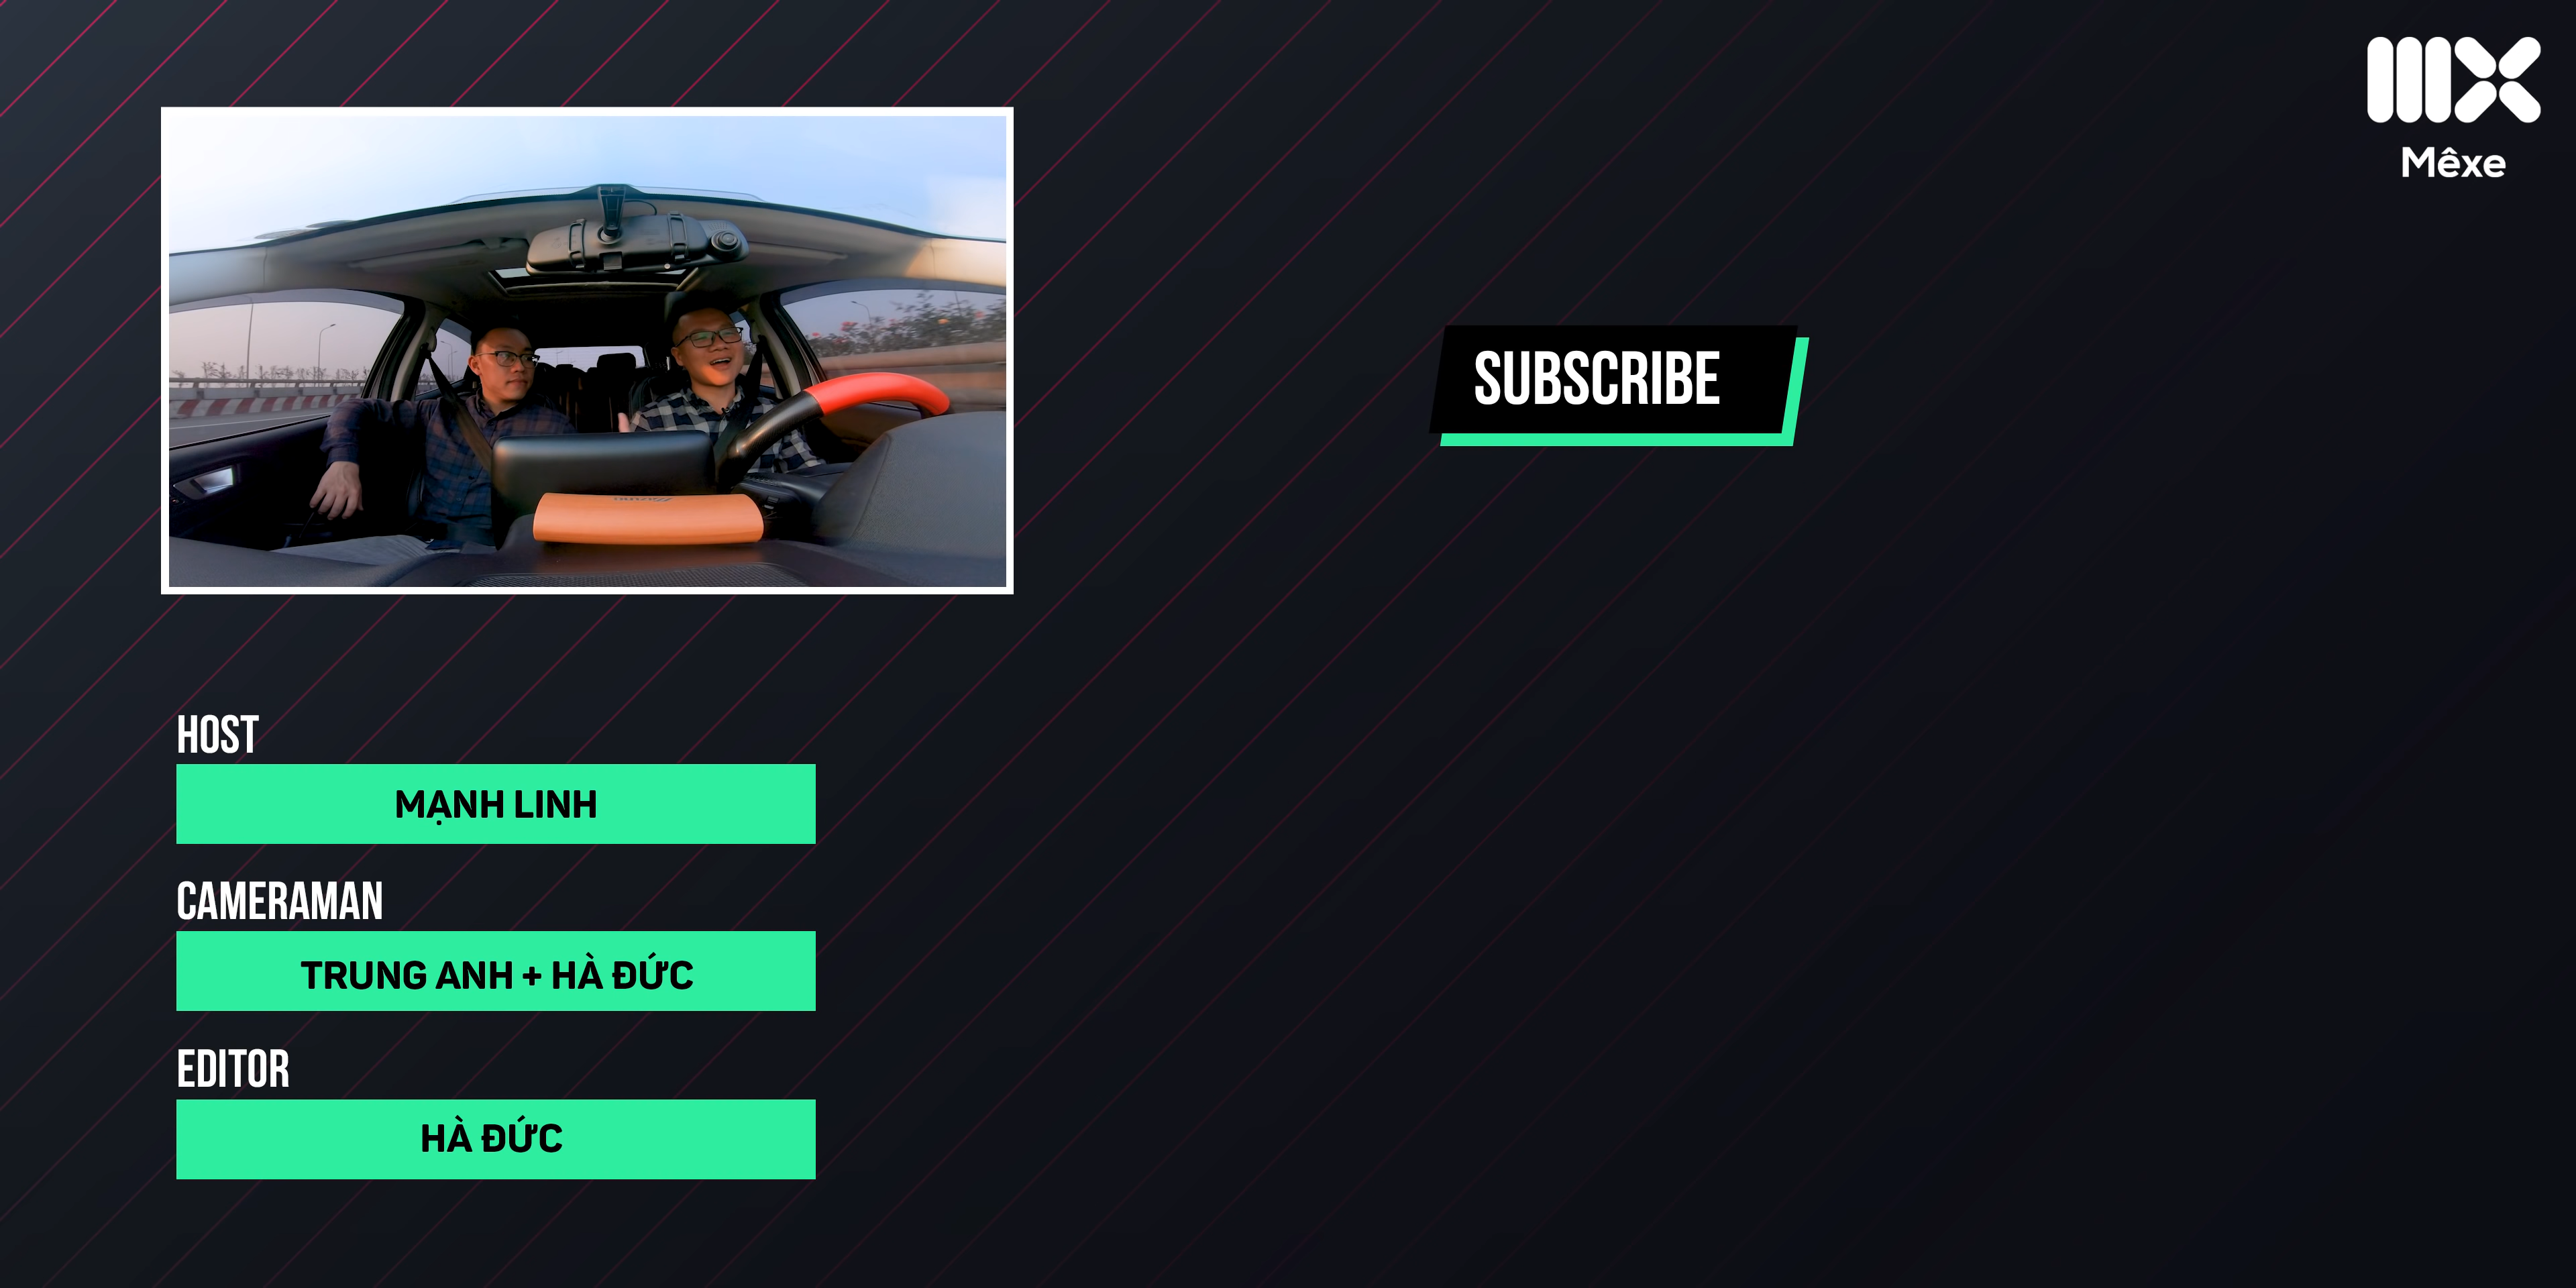 Mêxe
SUBSCRIBE
HOST
MẠNH LINH
CAMERAMAN
TRUNG ANH + HÀ ĐỨC
EDITOR
HÀ ĐỨC